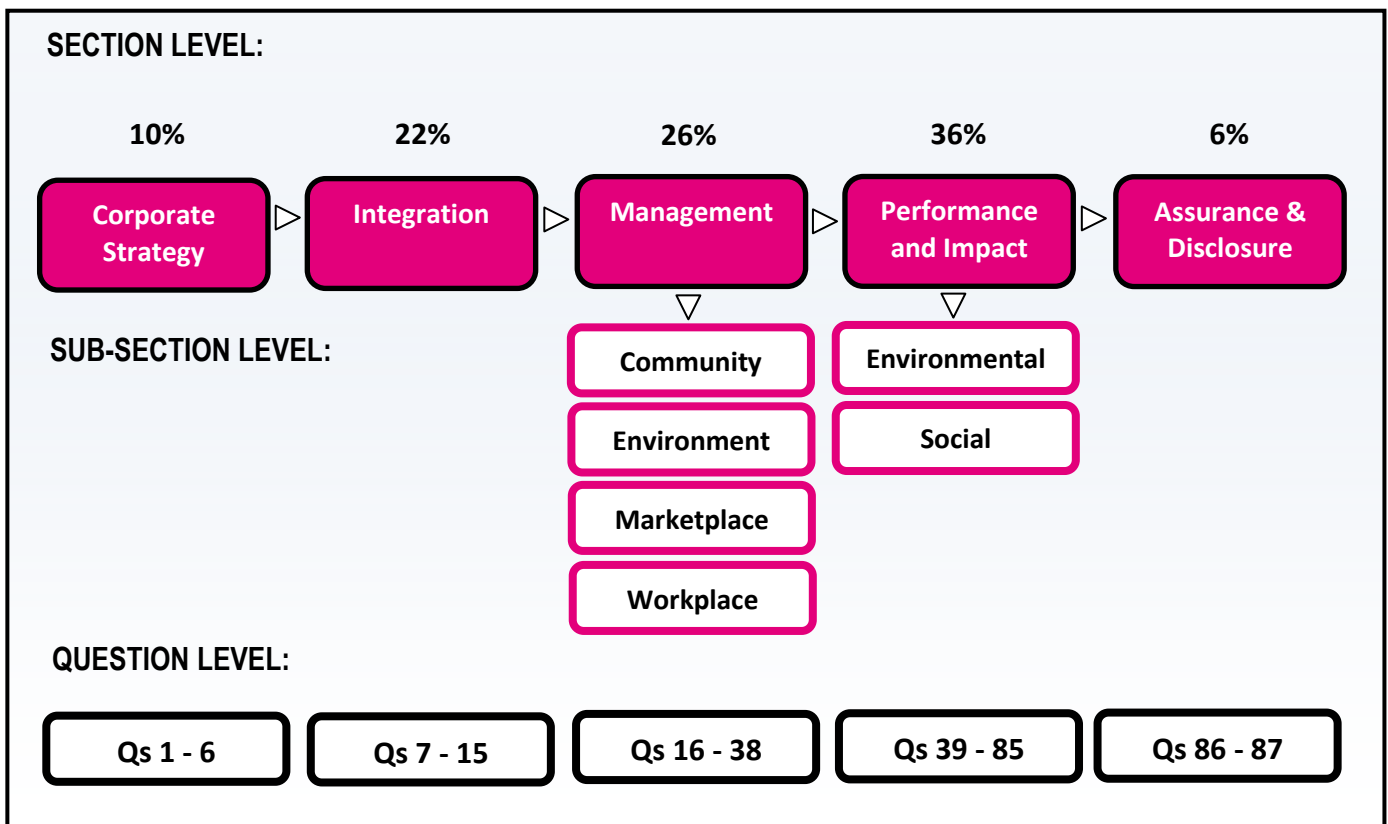 SECTION LEVEL:
10%
22%
26%
36%
6%
Corporate
Strategy
Integration
Management
Performance
and Impact
Assurance &
Disclosure
SUB-SECTION LEVEL:
Community
Environment
Marketplace
Workplace
Environmental
Social
QUESTION LEVEL:
Qs 1 - 6
Qs 7 - 15
Qs 16 - 38
Qs 39 - 85
Qs 86 - 87